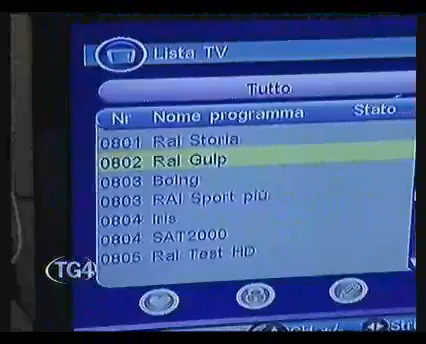 Lista TV
Tutto
Nr Nome programma Stato
0801 Rai Storia
0802 Rai Gulp
0803 Boing
0803 RAI Sport più
0804 Iris
0804 SAT2000
0805 Rai Test HD
TG4